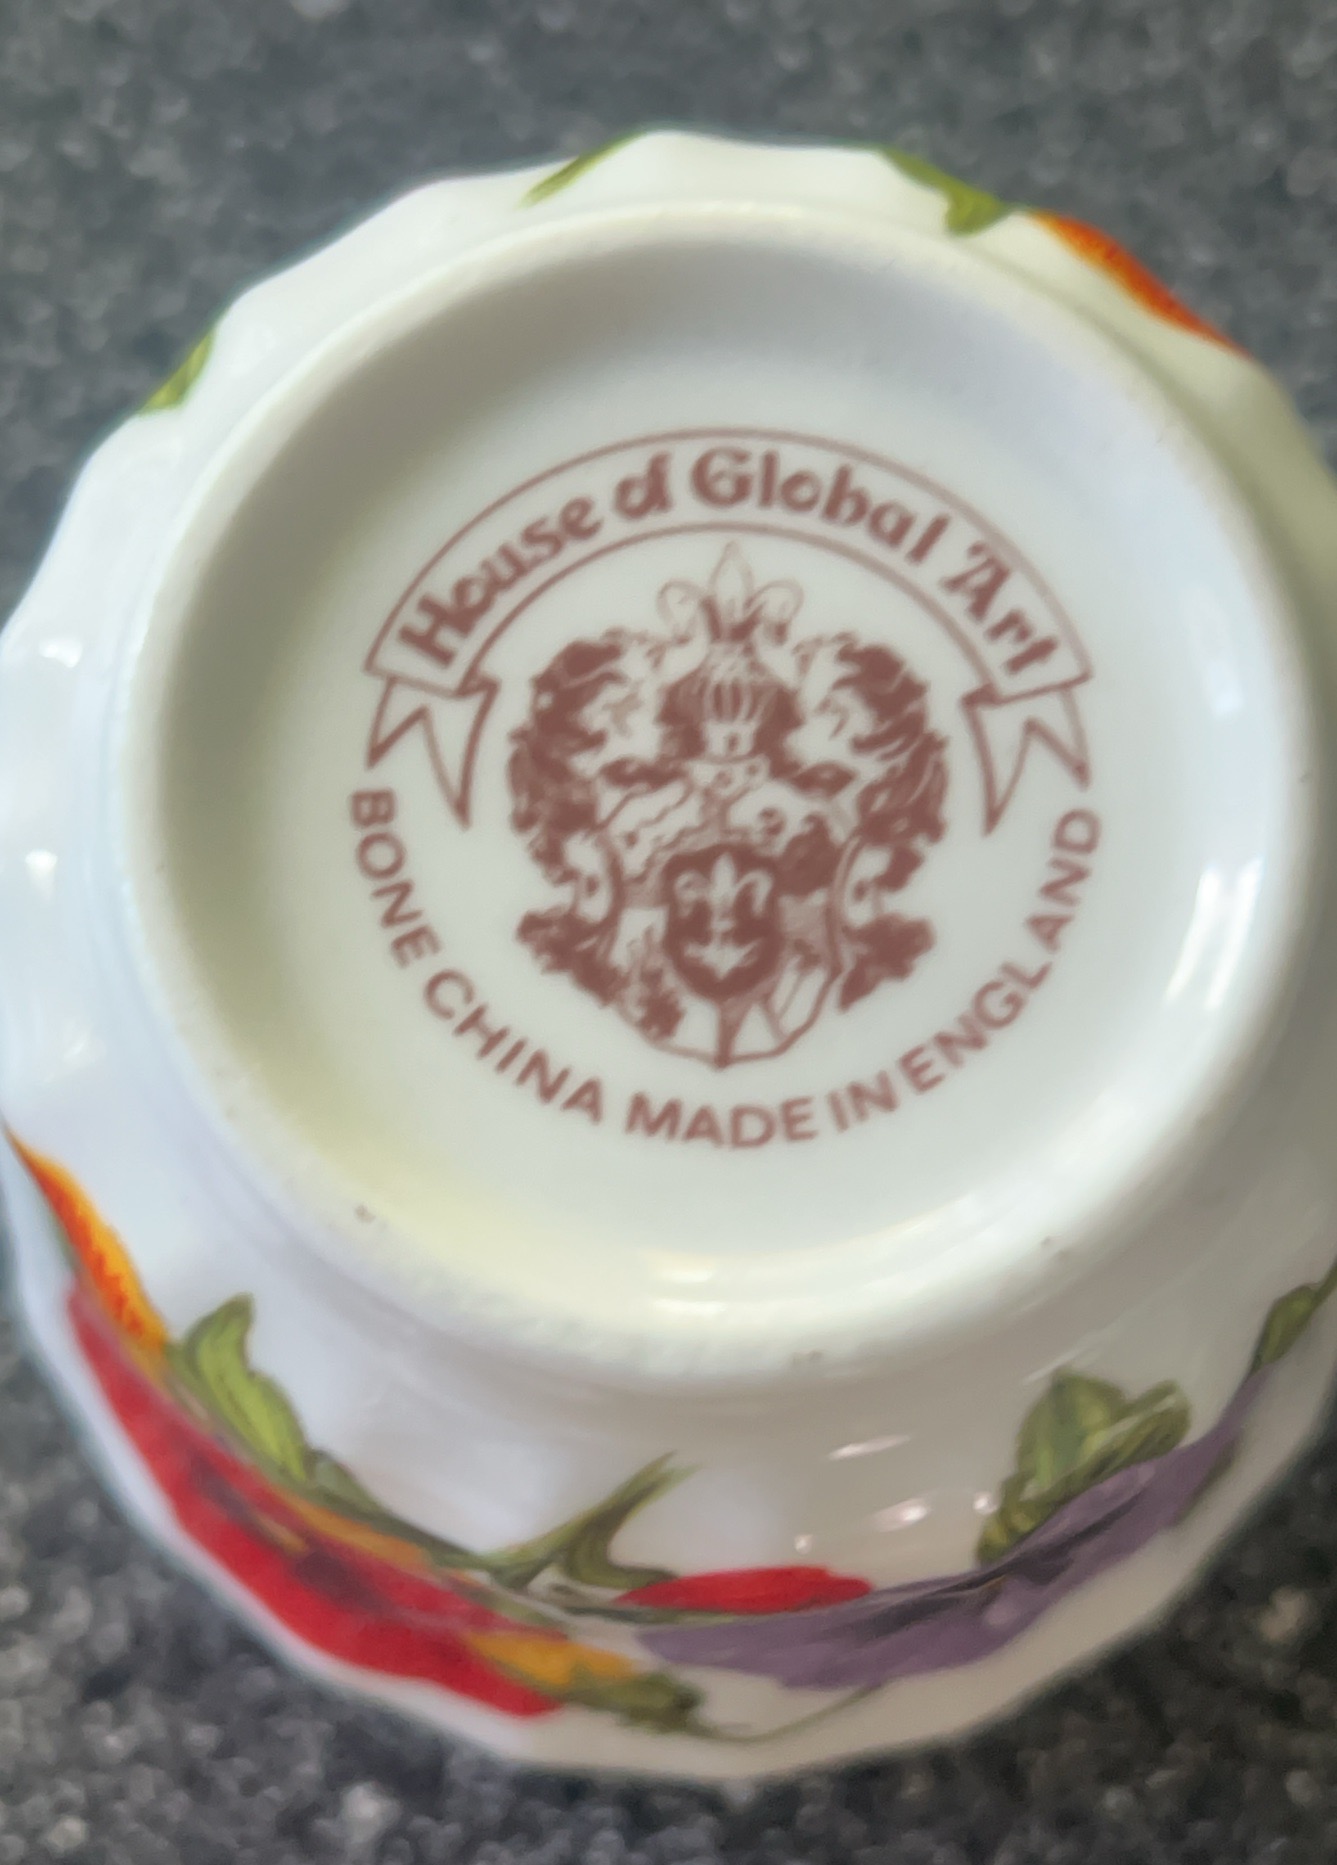 House of Global Art
BONE CHINA MADE IN ENGLAND